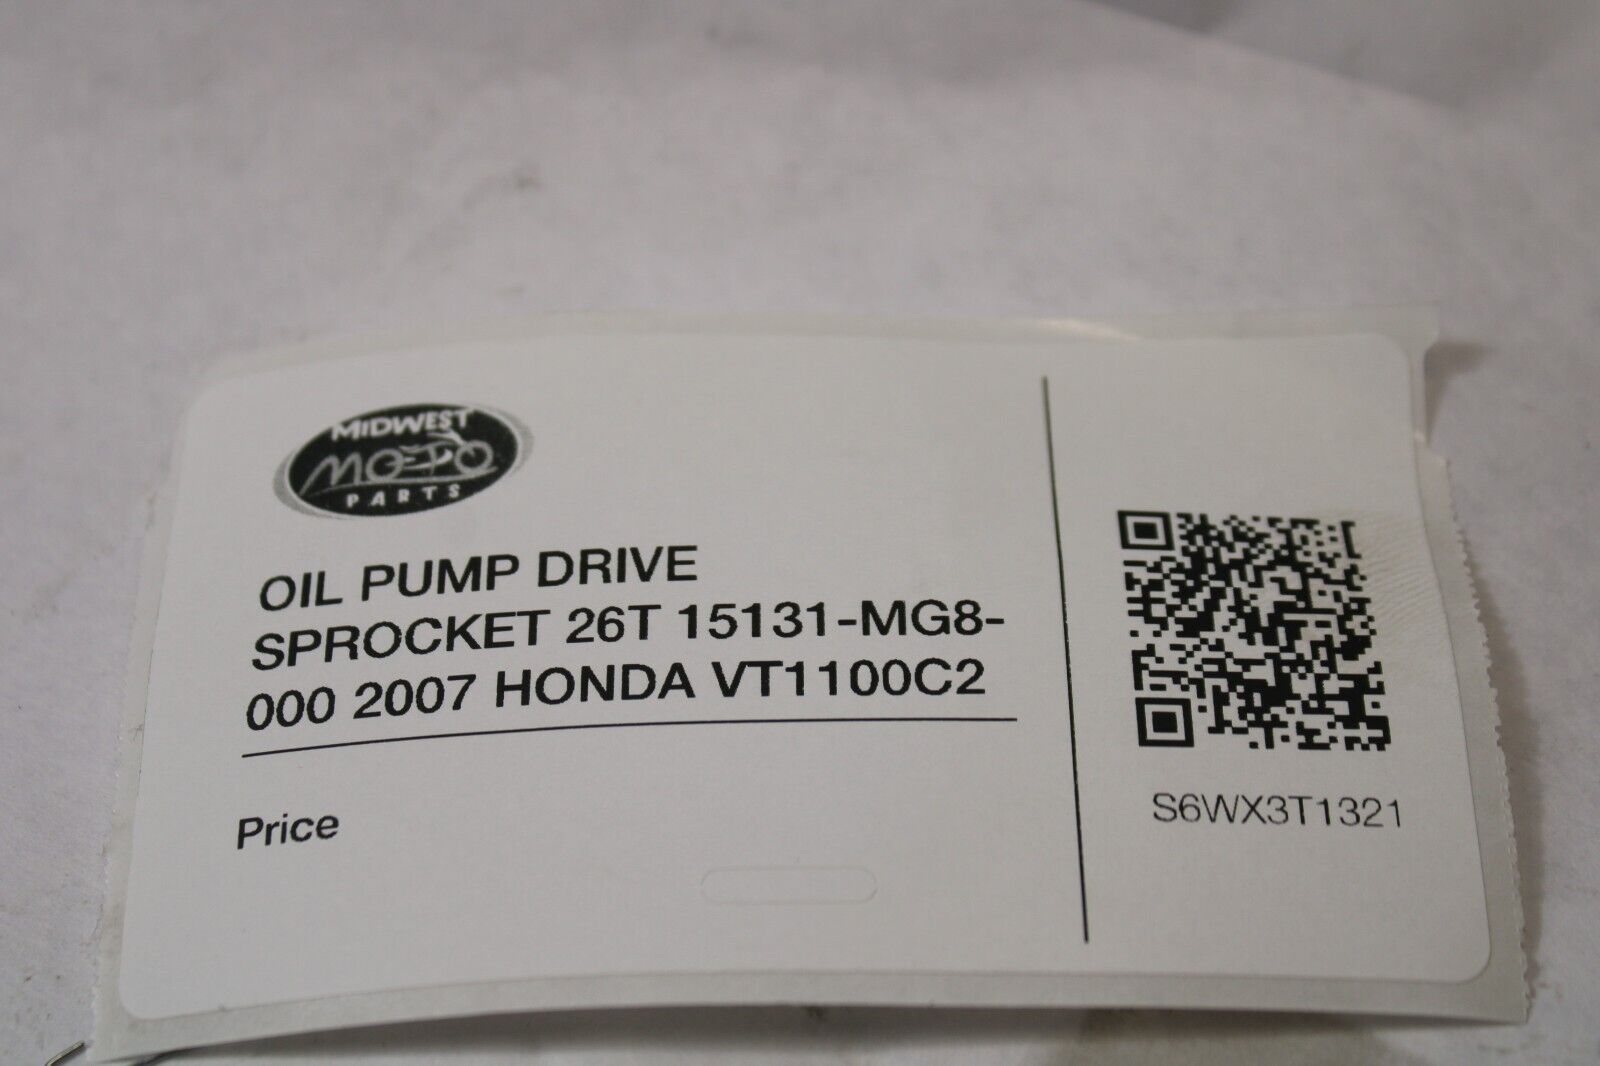 MIDWEST
MOTO
PARTS
OIL PUMP DRIVE
SPROCKET 26T 15131-MG8-
000 2007 HONDA VT1100C2
Price
S6WX3T1321